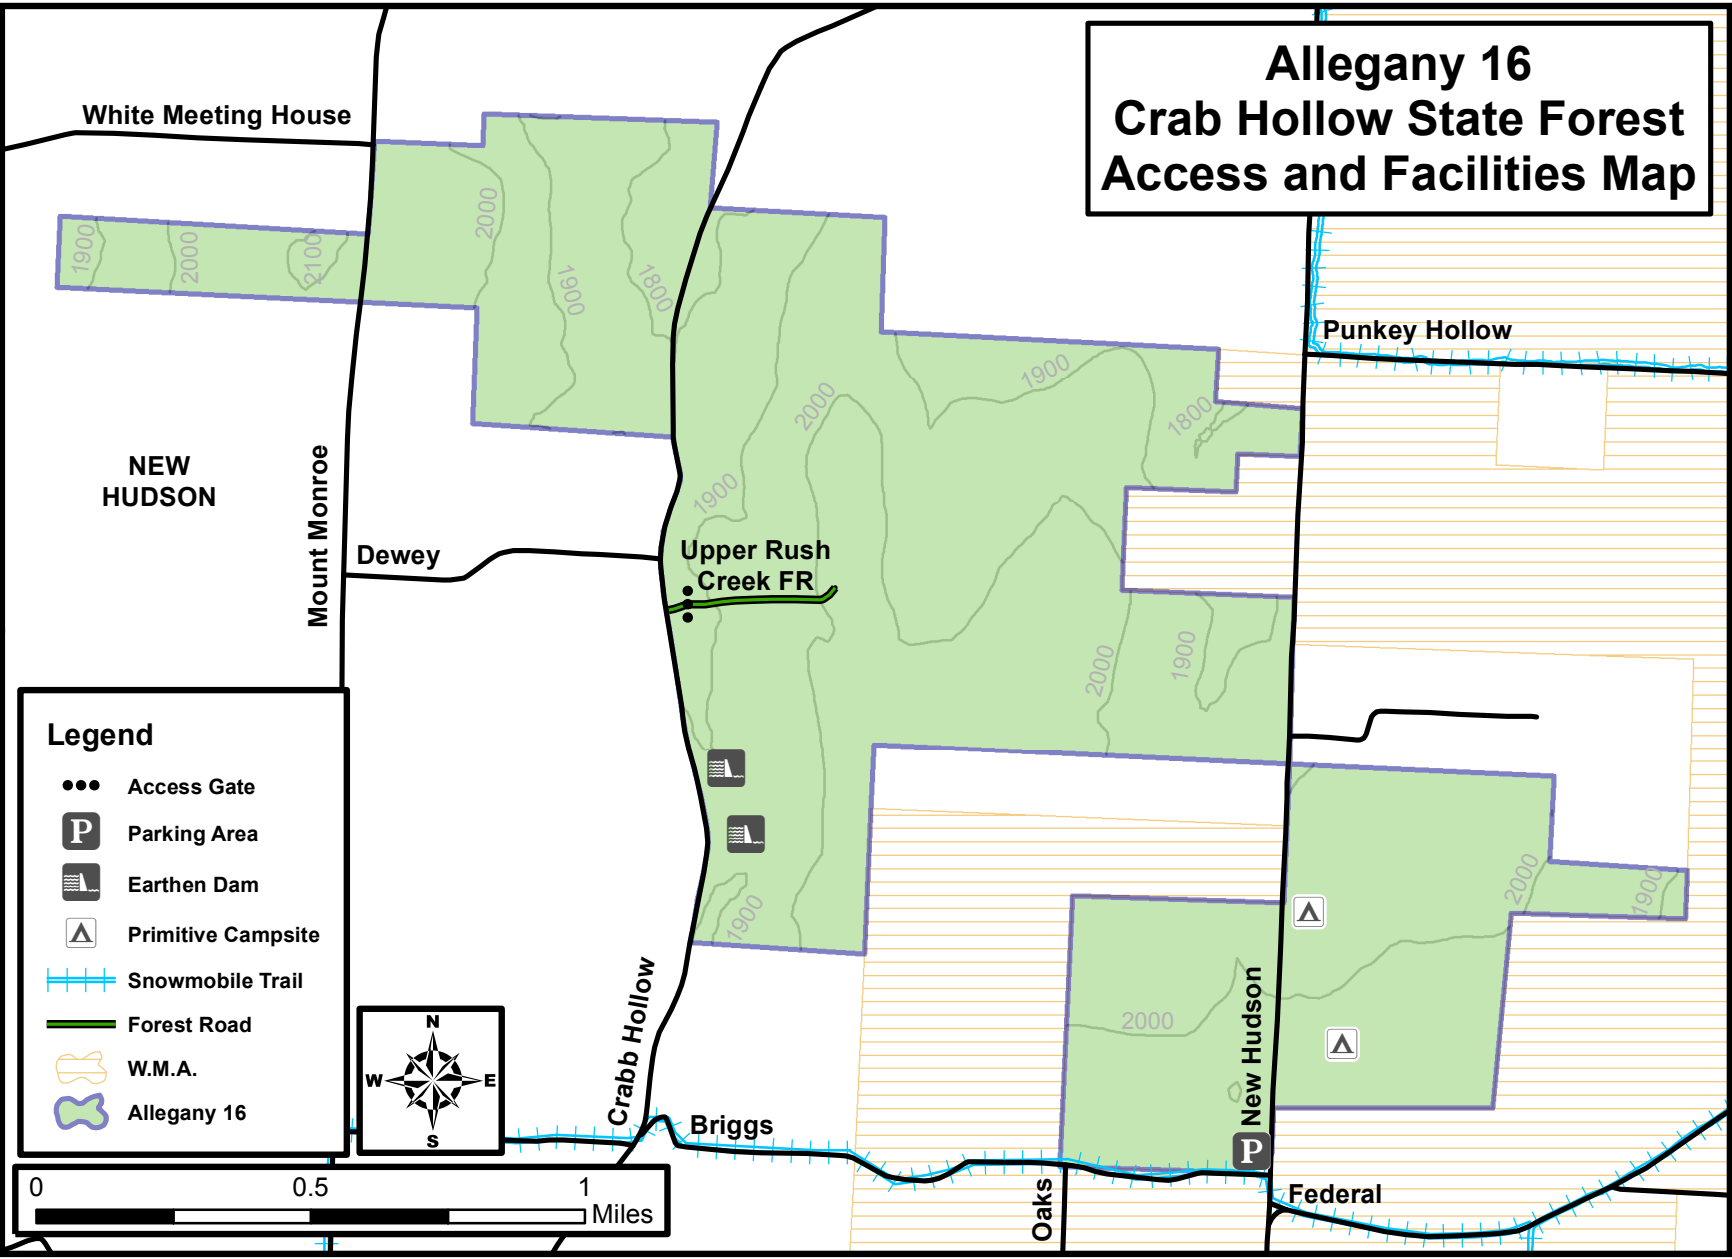 Allegany 16
Crab Hollow State Forest
Access and Facilities Map
White Meeting House
2000
1900
2000
2100
1900
1800
Punkey Hollow
1900
2000
1800
NEW
HUDSON
Mount Monroe
1900
Dewey
Upper Rush
Creek FR
2000
1900
Legend
Access Gate
P
Parking Area
Earthen Dam
Primitive Campsite
Snowmobile Trail
Forest Road
W.M.A.
Allegany 16
2000
1900
1900
2000
New Hudson
Crabb Hollow
N
W
E
S
Briggs
P
Oaks
Federal
0
0.5
1
Miles